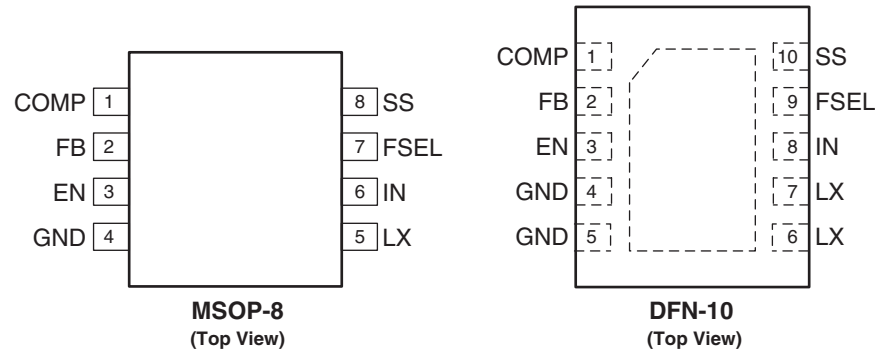 COMP 1
FB 2
EN 3
GND 4
8 SS
7 FSEL
6 IN
5 LX
MSOP-8
(Top View)
COMP 1
FB 2
EN 3
GND 4
GND 5
10 SS
9 FSEL
8 IN
7 LX
6 LX
DFN-10
(Top View)